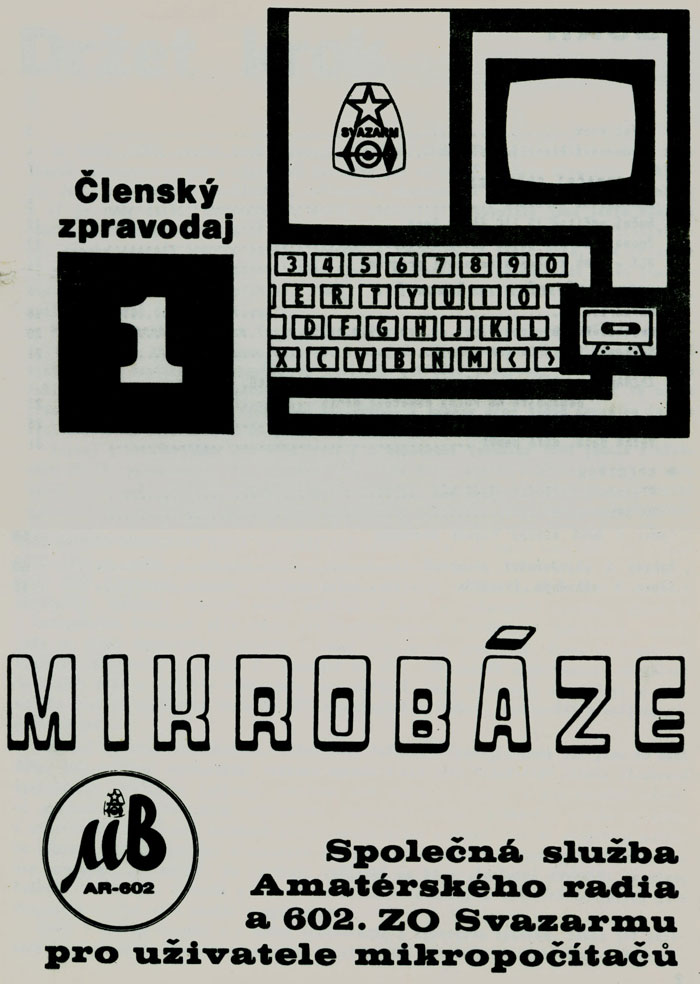 SVAZARM
Členský
zpravodaj
1
3 4 5 6 7 8 9 0
E R T Y U I O
D F G H J K L
X C V B N M < >
MIKROBÁZE
µB
AR-602
Společná služba
Amatérského radia
a 602. ZO Svazarmu
pro uživatele mikropočítačů